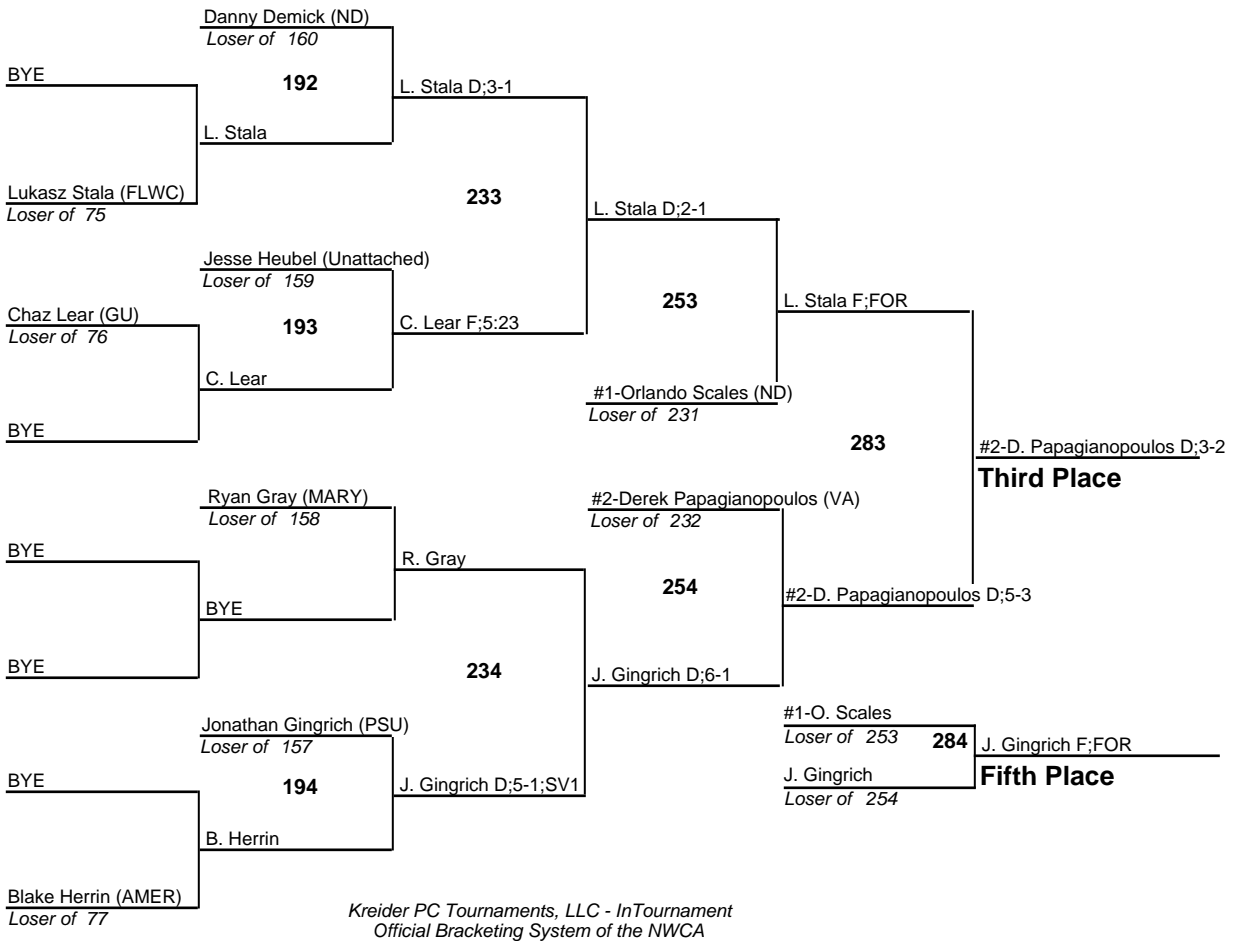 Danny Demick (ND)
Loser of 160
BYE
192
L. Stala D;3-1
L. Stala
Lukasz Stala (FLWC)
Loser of 75
233
L. Stala D;2-1
Jesse Heubel (Unattached)
Loser of 159
Chaz Lear (GU)
Loser of 76
193
C. Lear F;5:23
253
L. Stala F;FOR
C. Lear
#1-Orlando Scales (ND)
Loser of 231
BYE
283
#2-D. Papagianopoulos D;3-2
Third Place
Ryan Gray (MARY)
Loser of 158
#2-Derek Papagianopoulos (VA)
Loser of 232
BYE
R. Gray
254
BYE
#2-D. Papagianopoulos D;5-3
BYE
234
J. Gingrich D;6-1
Jonathan Gingrich (PSU)
Loser of 157
#1-O. Scales
Loser of 253
284
J. Gingrich F;FOR
Fifth Place
BYE
194
J. Gingrich D;5-1;SV1
J. Gingrich
Loser of 254
B. Herrin
Blake Herrin (AMER)
Loser of 77
Kreider PC Tournaments, LLC - InTournament
Official Bracketing System of the NWCA